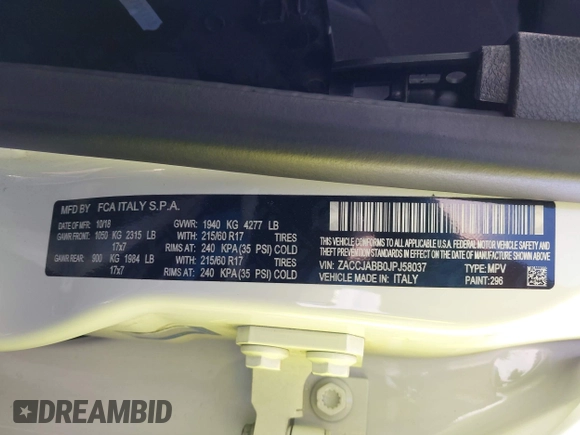 MFD BY FCA ITALY S.P.A.
DATE OF MFR: 10/18 GVWR: 1940 KG 4277 LB
GAWR FRONT: 1050 KG 2315 LB WITH: 215/60 R17 TIRES
17x7 RIMS AT: 240 KPA (35 PSI) COLD
GAWR REAR: 900 KG 1984 LB WITH: 215/60 R17 TIRES
17x7 RIMS AT: 240 KPA (35 PSI) COLD
THIS VEHICLE CONFORMS TO ALL APPLICABLE U.S.A. FEDERAL MOTOR
VEHICLE SAFETY, BUMPER, AND THEFT
PREVENTION STANDARDS IN EFFECT ON THE DATE OF MANUFACTURE SHOWN ABOVE.
VIN: ZACCJABB0JPJ58037 TYPE: MPV
VEHICLE MADE IN: ITALY PAINT: 296
DREAMBID